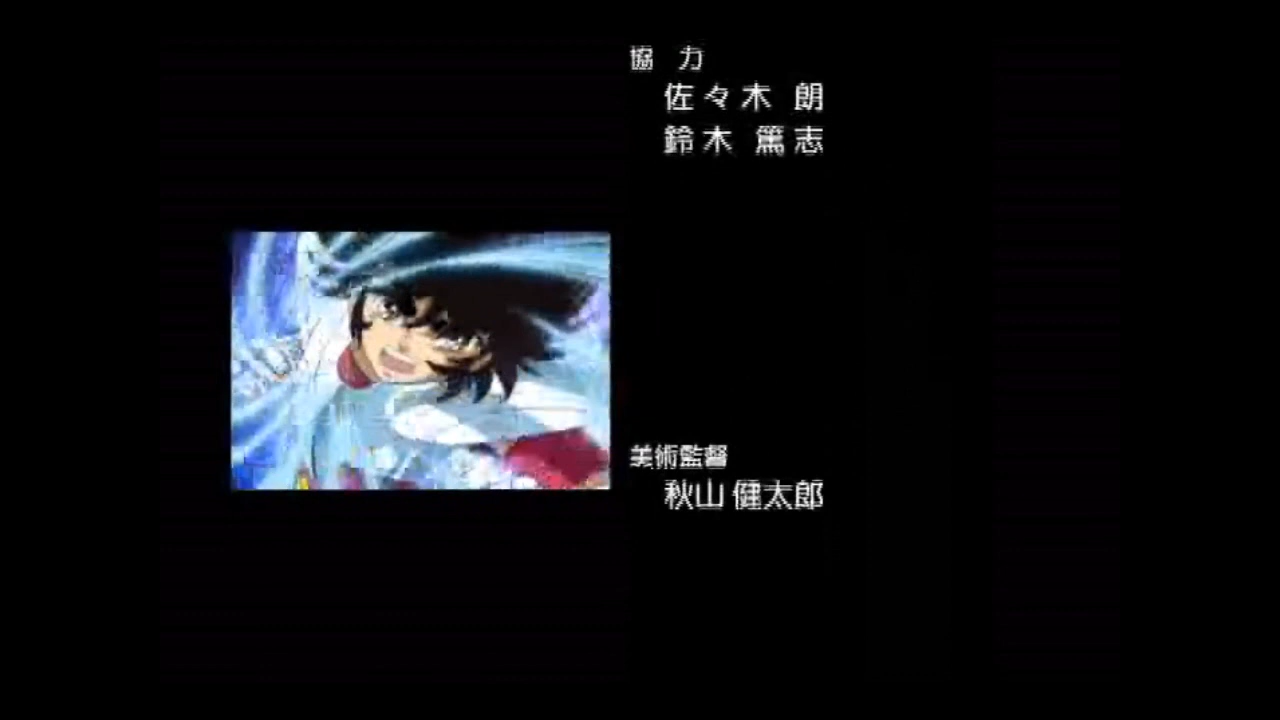 協 力
佐々木 朗
鈴木 篤志
美術監督
秋山 健太郎